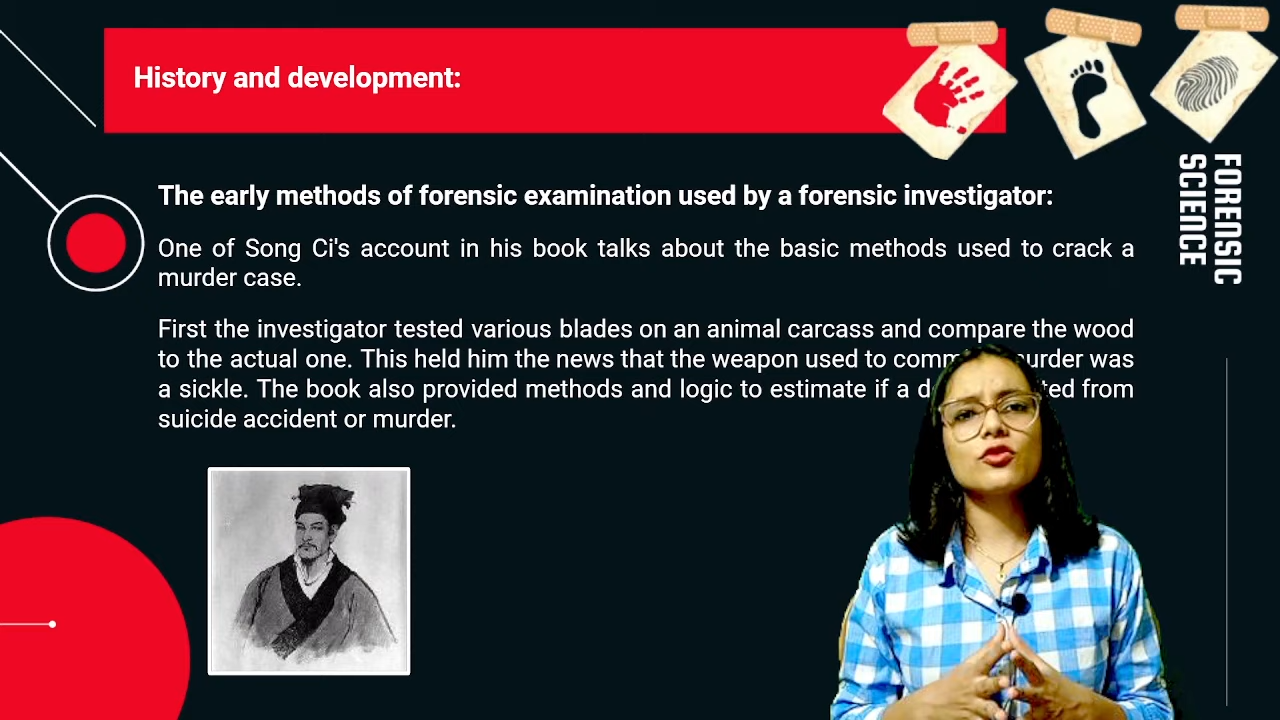 History and development:
The early methods of forensic examination used by a forensic investigator:
One of Song Ci's account in his book talks about the basic methods used to crack a
murder case.
First the investigator tested various blades on an animal carcass and compare the wood
to the actual one. This held him the news that the weapon used to was
a sickle. The book also provided methods and logic to estimate if a from
suicide accident or murder.
FORENSIC
SCIENCE